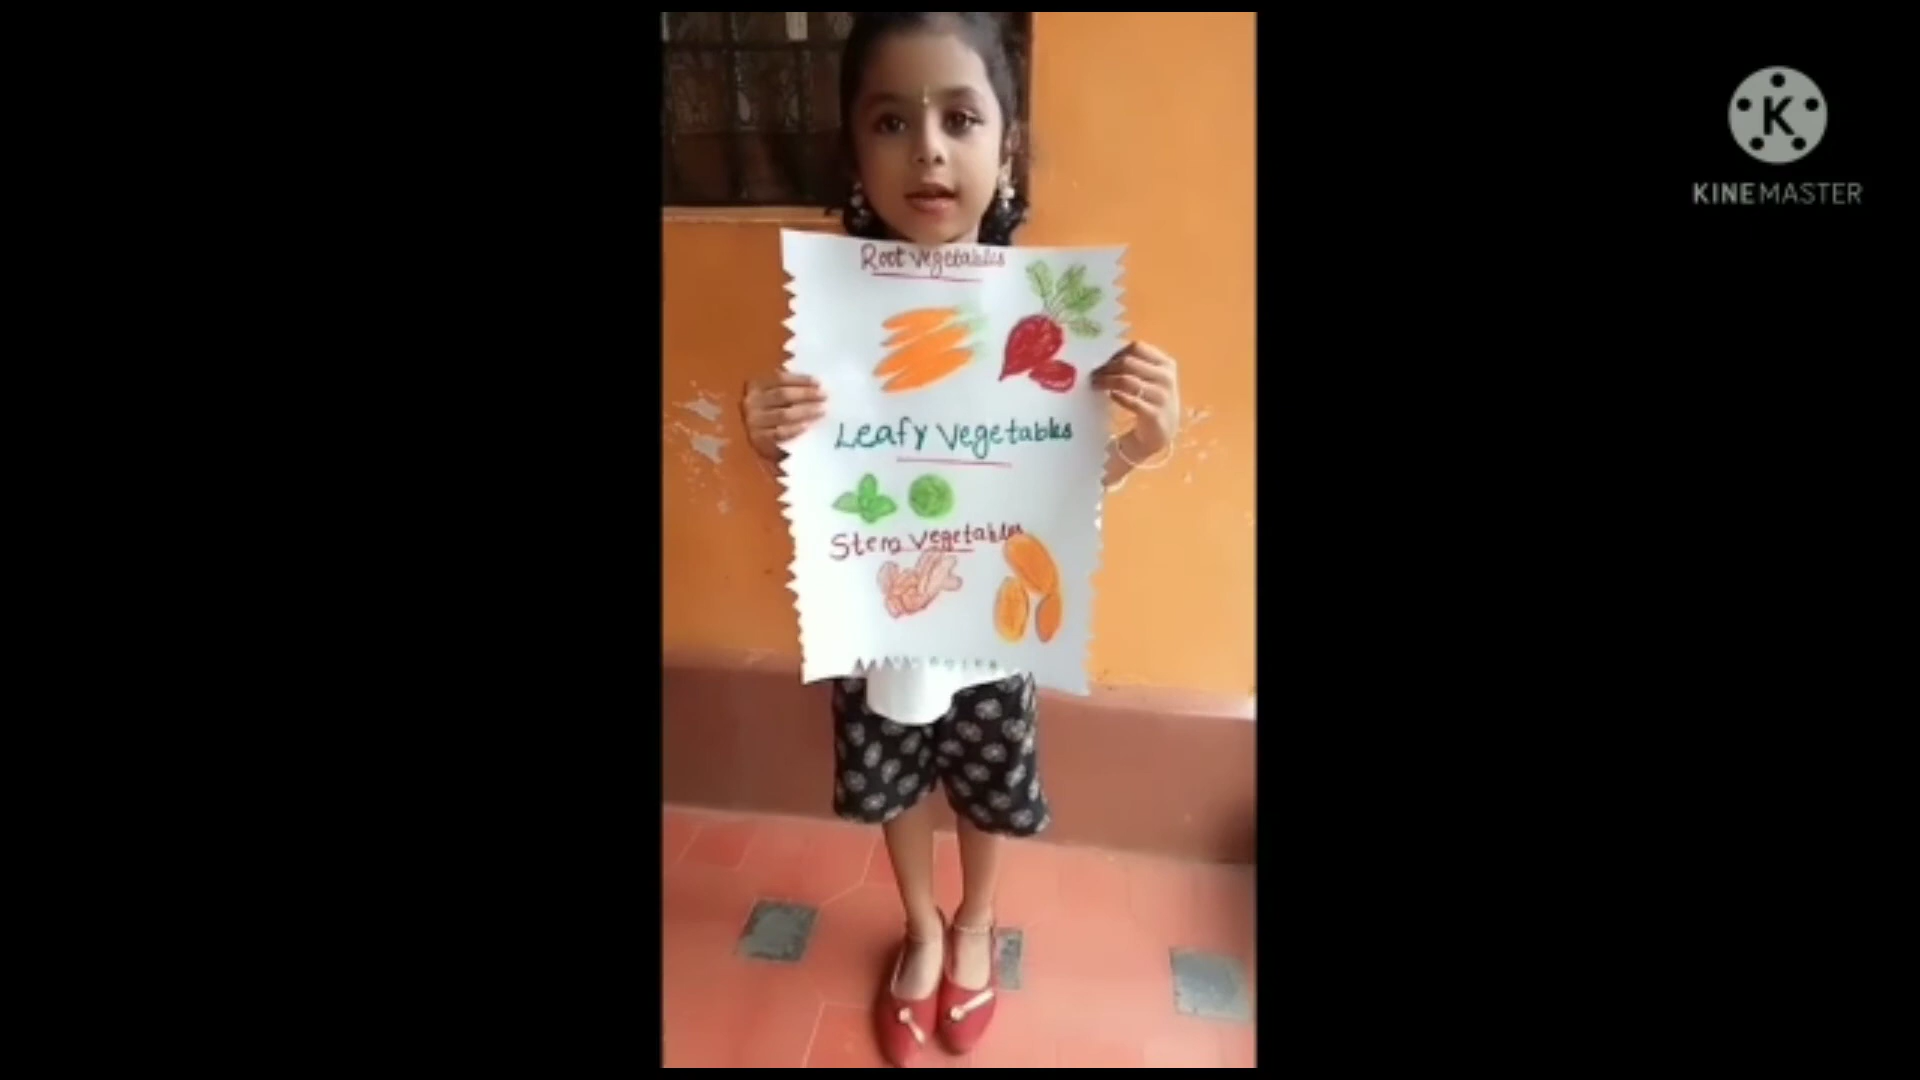 Root Vegetables
Leafy Vegetables
Stem Vegetables
K
KINEMASTER